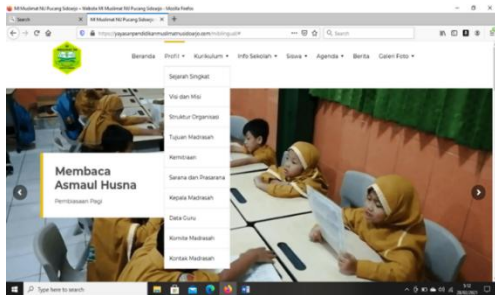 MI Muslimat NU Pucang Sidoarjo – Website MI Muslimat NU Pucang Sidoarjo - Mozilla Firefox
Search
MI Muslimat NU Pucang Sidoarjo -
Search
Beranda Profil Kurikulum Info Sekolah Siswa Agenda Berita Galeri Foto
Sejarah Singkat
Visi dan Misi
Struktur Organisasi
Tujuan Madrasah
Kemitraan
Sarana dan Prasarana
Kepala Madrasah
Data Guru
Komite Madrasah
Kontak Madrasah
Membaca
Asmaul Husna
Pembiasaan Pagi
Type here to search